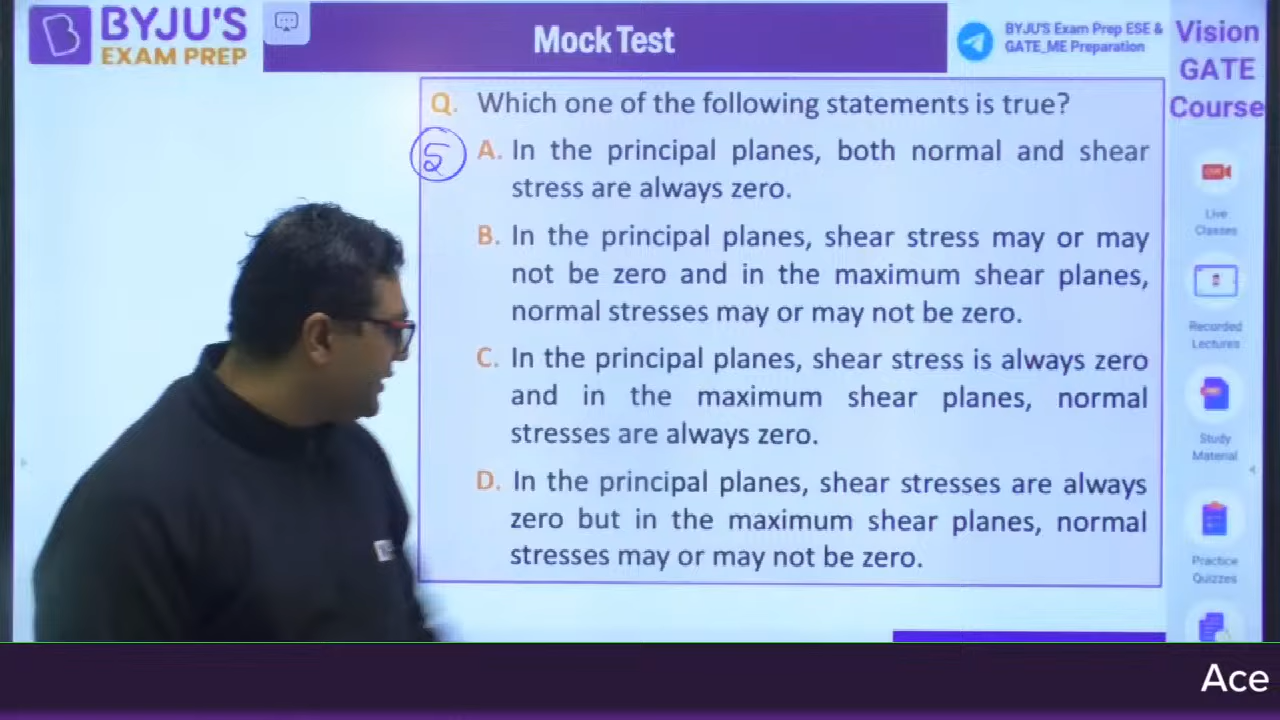 BYJU'S
EXAM PREP
Mock Test
BYJU'S Exam Prep ESE &
GATE_ME Preparation
Vision
GATE
Course
Q. Which one of the following statements is true?
5
A. In the principal planes, both normal and shear
stress are always zero.
B. In the principal planes, shear stress may or may
not be zero and in the maximum shear planes,
normal stresses may or may not be zero.
C. In the principal planes, shear stress is always zero
and in the maximum shear planes, normal
stresses are always zero.
D. In the principal planes, shear stresses are always
zero but in the maximum shear planes, normal
stresses may or may not be zero.
Live
Classes
Recorded
Lectures
Study
Material
Practice
Quizzes
Ace